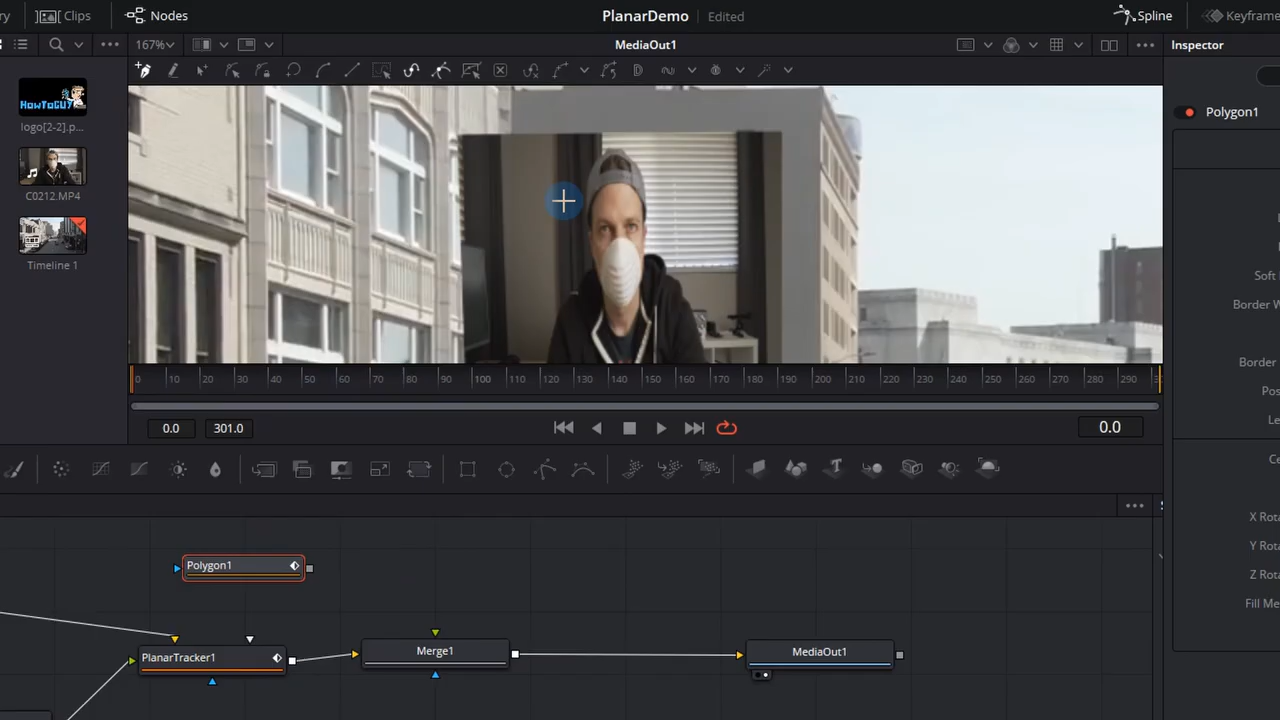 ry Clips Nodes PlanarDemo Edited Spline Keyframe
167% MediaOut1 Inspector
HowToGUY
logo[2-2].p...
C0212.MP4
Timeline 1
Polygon1
Soft
Border W
Border
Pos
Le
Ce
X Rota
Y Rota
Z Rota
Fill Me
0 10 20 30 40 50 60 70 80 90 100 110 120 130 140 150 160 170 180 190 200 210 220 230 240 250 260 270 280 290
0.0 301.0 0.0
Polygon1
PlanarTracker1
Merge1
MediaOut1